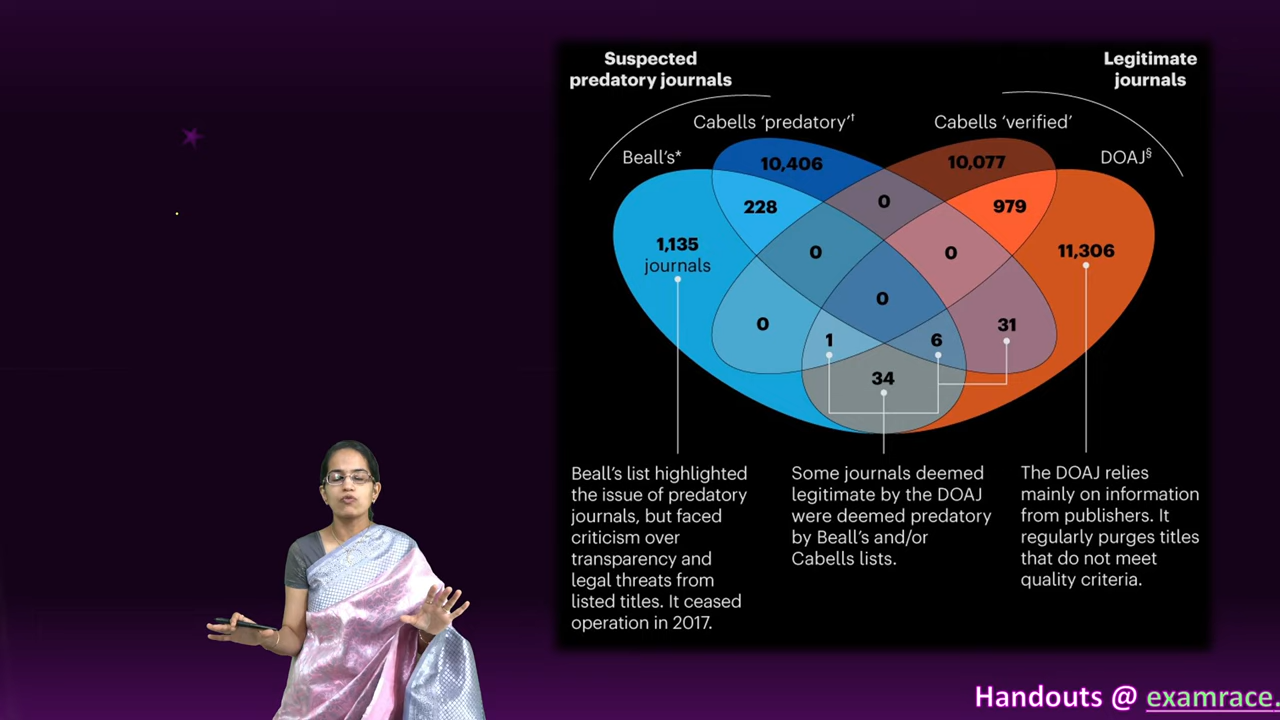 Suspected
predatory journals
Legitimate
journals
Cabells ‘predatory’†
Cabells ‘verified’
Beall’s*
DOAJ§
10,406
10,077
228
0
979
1,135
journals
0
0
11,306
0
0
31
1
6
34
Beall’s list highlighted
the issue of predatory
journals, but faced
criticism over
transparency and
legal threats from
listed titles. It ceased
operation in 2017.
Some journals deemed
legitimate by the DOAJ
were deemed predatory
by Beall’s and/or
Cabells lists.
The DOAJ relies
mainly on information
from publishers. It
regularly purges titles
that do not meet
quality criteria.
Handouts @ examrace.